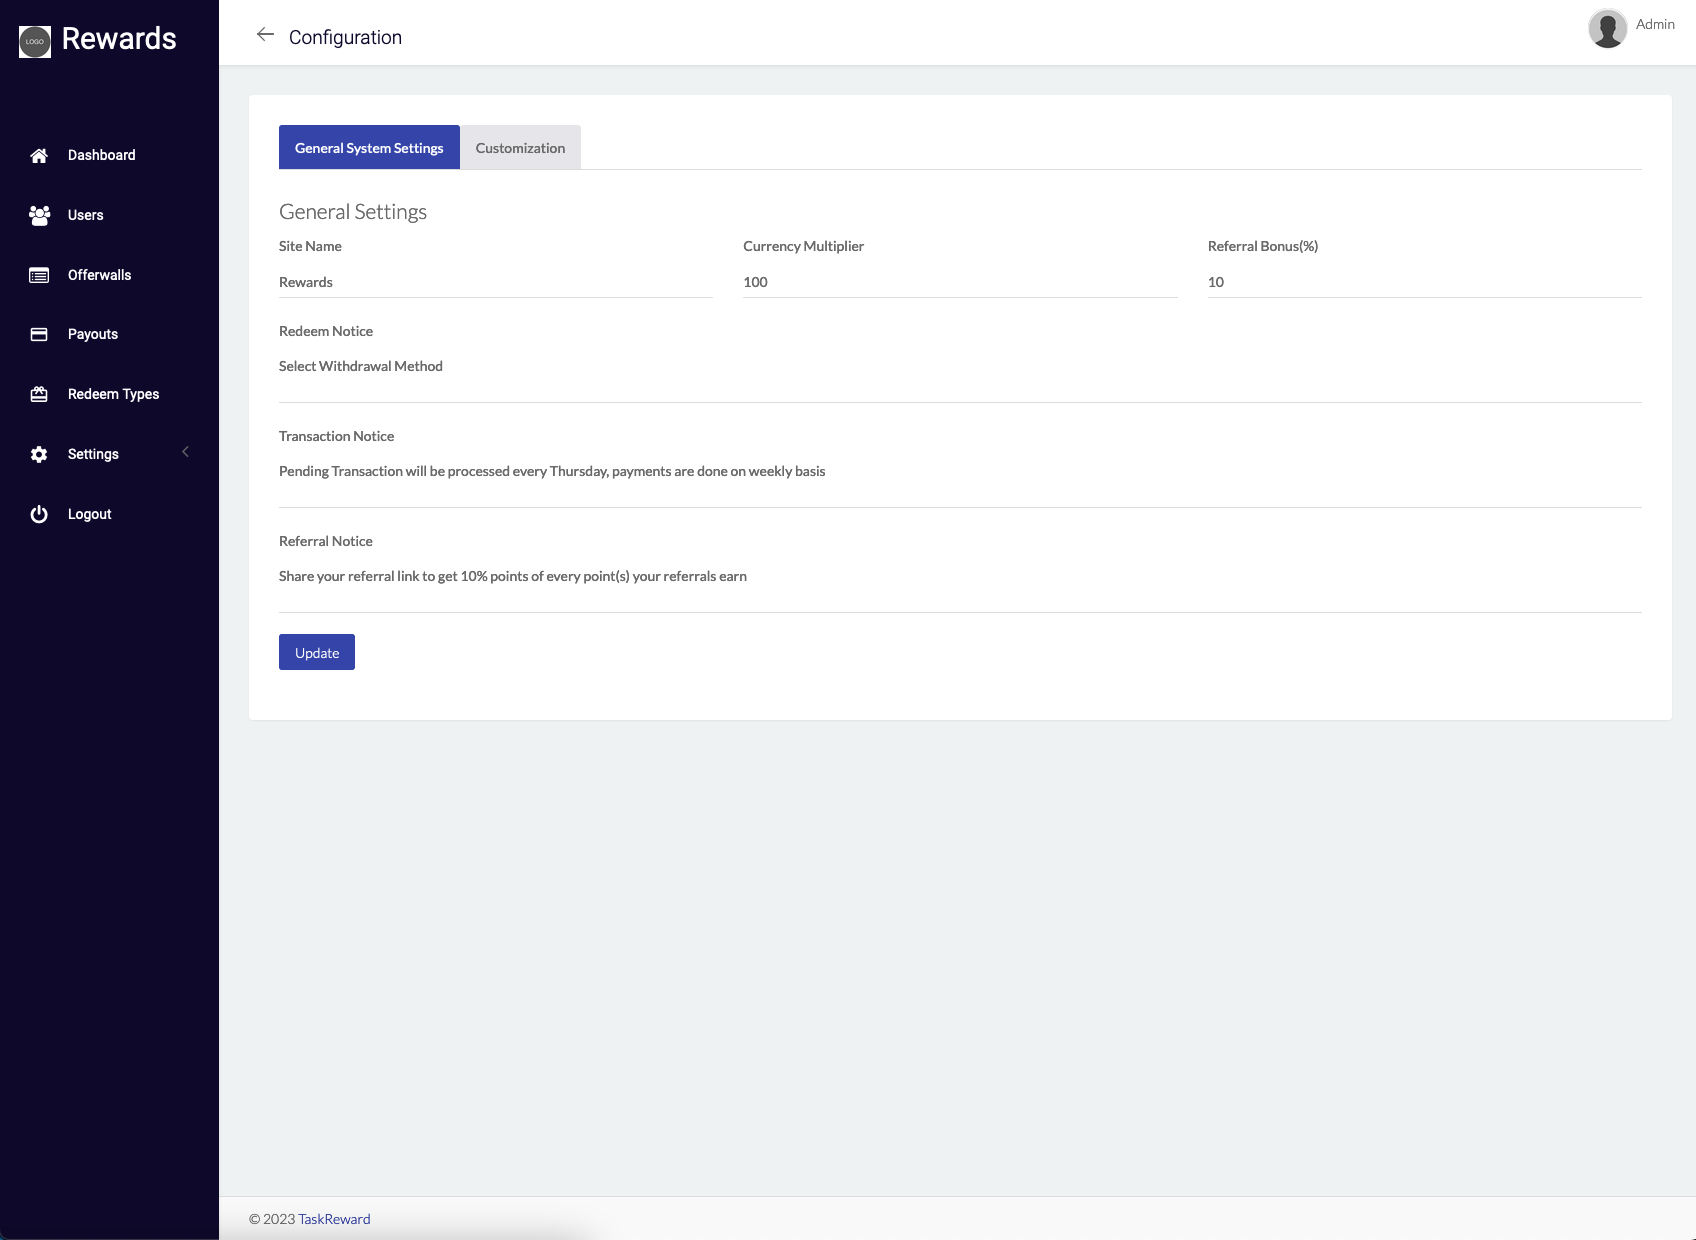 LOGO
Rewards
Dashboard
Users
Offerwalls
Payouts
Redeem Types
Settings
Logout
Configuration
Admin
General System Settings
Customization
General Settings
Site Name
Rewards
Currency Multiplier
100
Referral Bonus(%)
10
Redeem Notice
Select Withdrawal Method
Transaction Notice
Pending Transaction will be processed every Thursday, payments are done on weekly basis
Referral Notice
Share your referral link to get 10% points of every point(s) your referrals earn
Update
© 2023 TaskReward